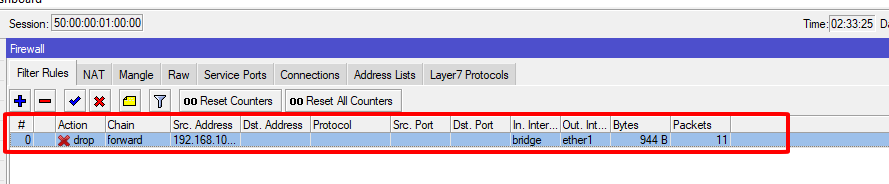 shboard
Session: 50:00:00:01:00:00 Time: 02:33:25 Da
Firewall
Filter Rules NAT Mangle Raw Service Ports Connections Address Lists Layer7 Protocols
00 Reset Counters 00 Reset All Counters
# Action Chain Src. Address Dst. Address Protocol Src. Port Dst. Port In. Inter... Out. Int... Bytes Packets
0 drop forward 192.168.10... bridge ether1 944 B 11